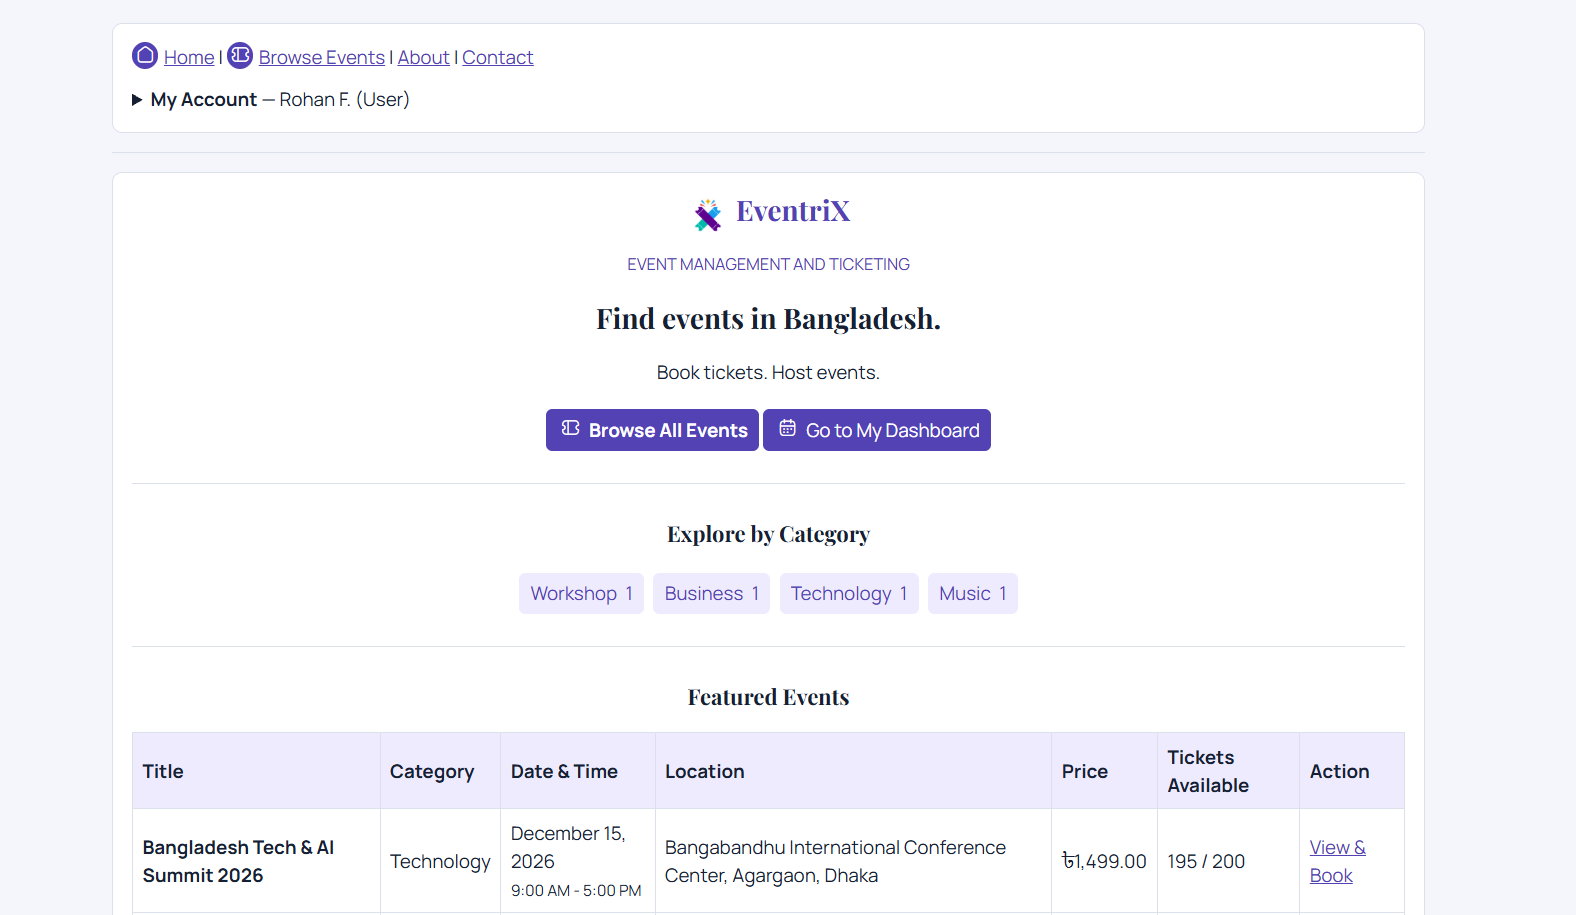 Home | Browse Events | About | Contact
▶ My Account — Rohan F. (User)
EventriX
EVENT MANAGEMENT AND TICKETING
Find events in Bangladesh.
Book tickets. Host events.
Browse All Events Go to My Dashboard
Explore by Category
Workshop 1 Business 1 Technology 1 Music 1
Featured Events
Title Category Date & Time Location Price Tickets Available Action
Bangladesh Tech & AI Summit 2026 Technology December 15, 2026 9:00 AM - 5:00 PM Bangabandhu International Conference Center, Agargaon, Dhaka ৳1,499.00 195 / 200 View & Book